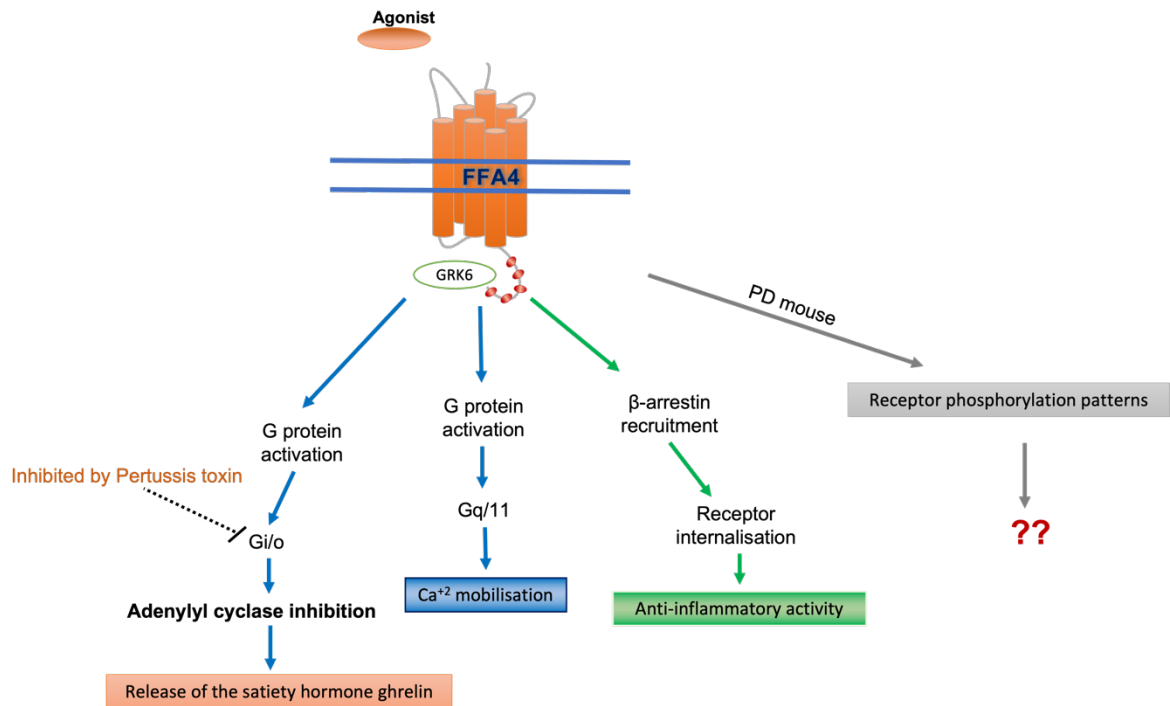 Agonist
FFA4
GRK6
PD mouse
Receptor phosphorylation patterns
??
G protein
activation
G protein
activation
β-arrestin
recruitment
Inhibited by Pertussis toxin
Gi/o
Gq/11
Receptor
internalisation
Adenylyl cyclase inhibition
Ca⁺² mobilisation
Anti-inflammatory activity
Release of the satiety hormone ghrelin